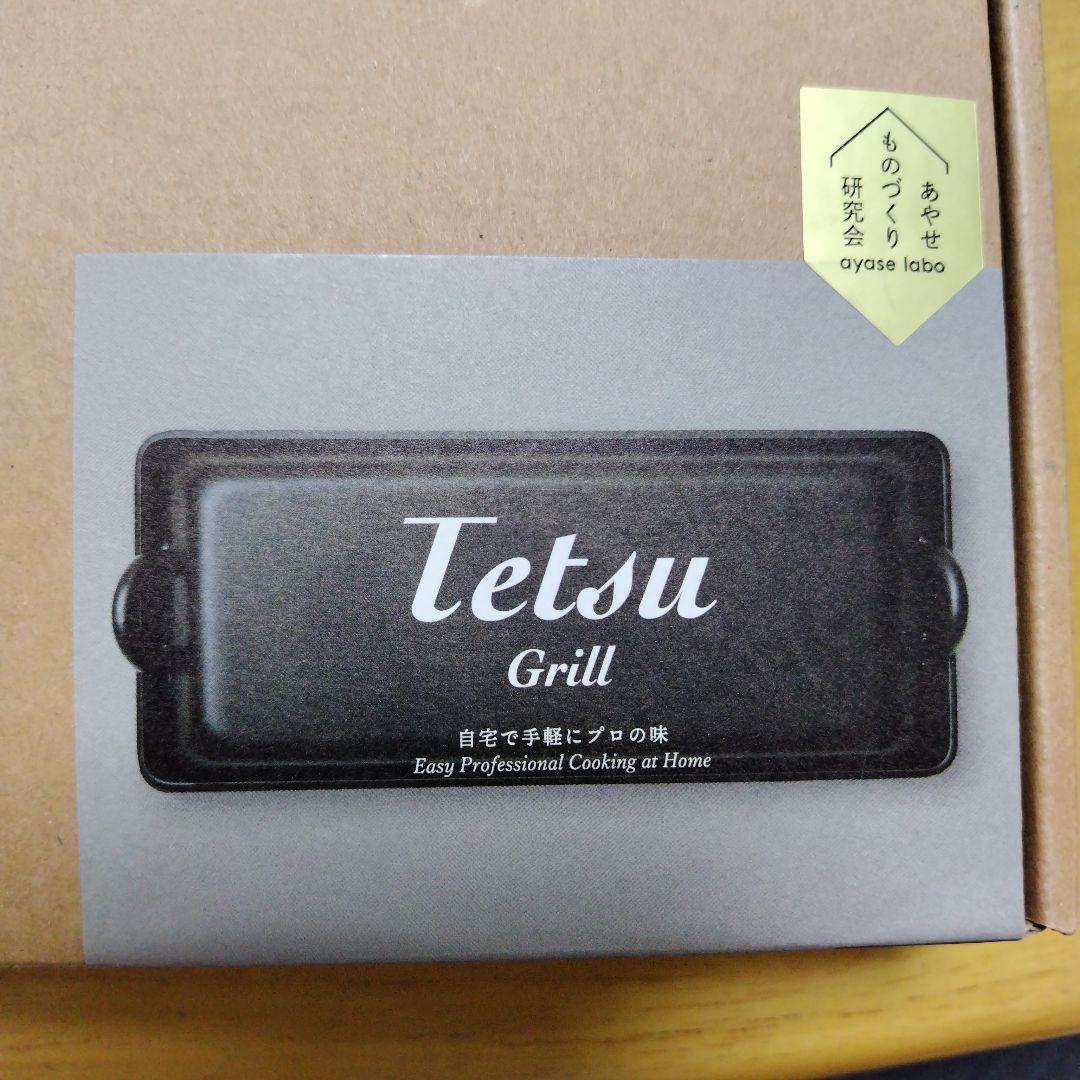 あやせ
ものづくり
研究会
ayase labo
Tetsu
Grill
自宅で手軽にプロの味
Easy Professional Cooking at Home